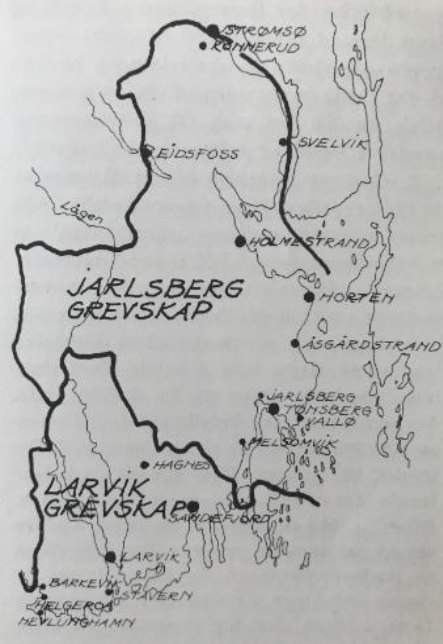 STRØMSØ
KONNERUD
EIDSFOSS
SVELVIK
Lågen
HOLMESTRAND
JARLSBERG
GREVSKAP
HORTEN
ÅSGÅRDSTRAND
JARLSBERG
TØNSBERG
VALLØ
MELSOMVIK
HAGNES
LARVIK
GREVSKAP
SANDEFJORD
LARVIK
BARKEVIK
STAVERN
HELGEROA
NEVLUNGHAMN